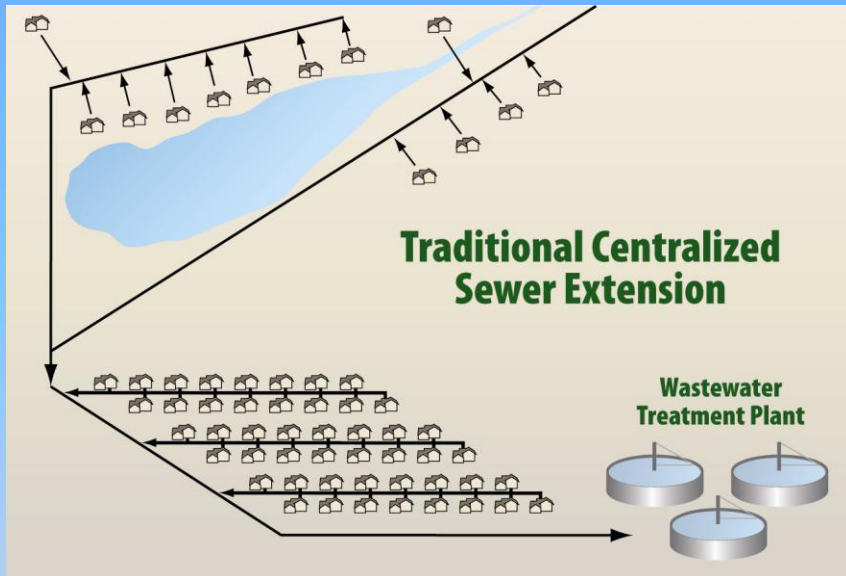 Traditional Centralized
Sewer Extension
Wastewater
Treatment Plant